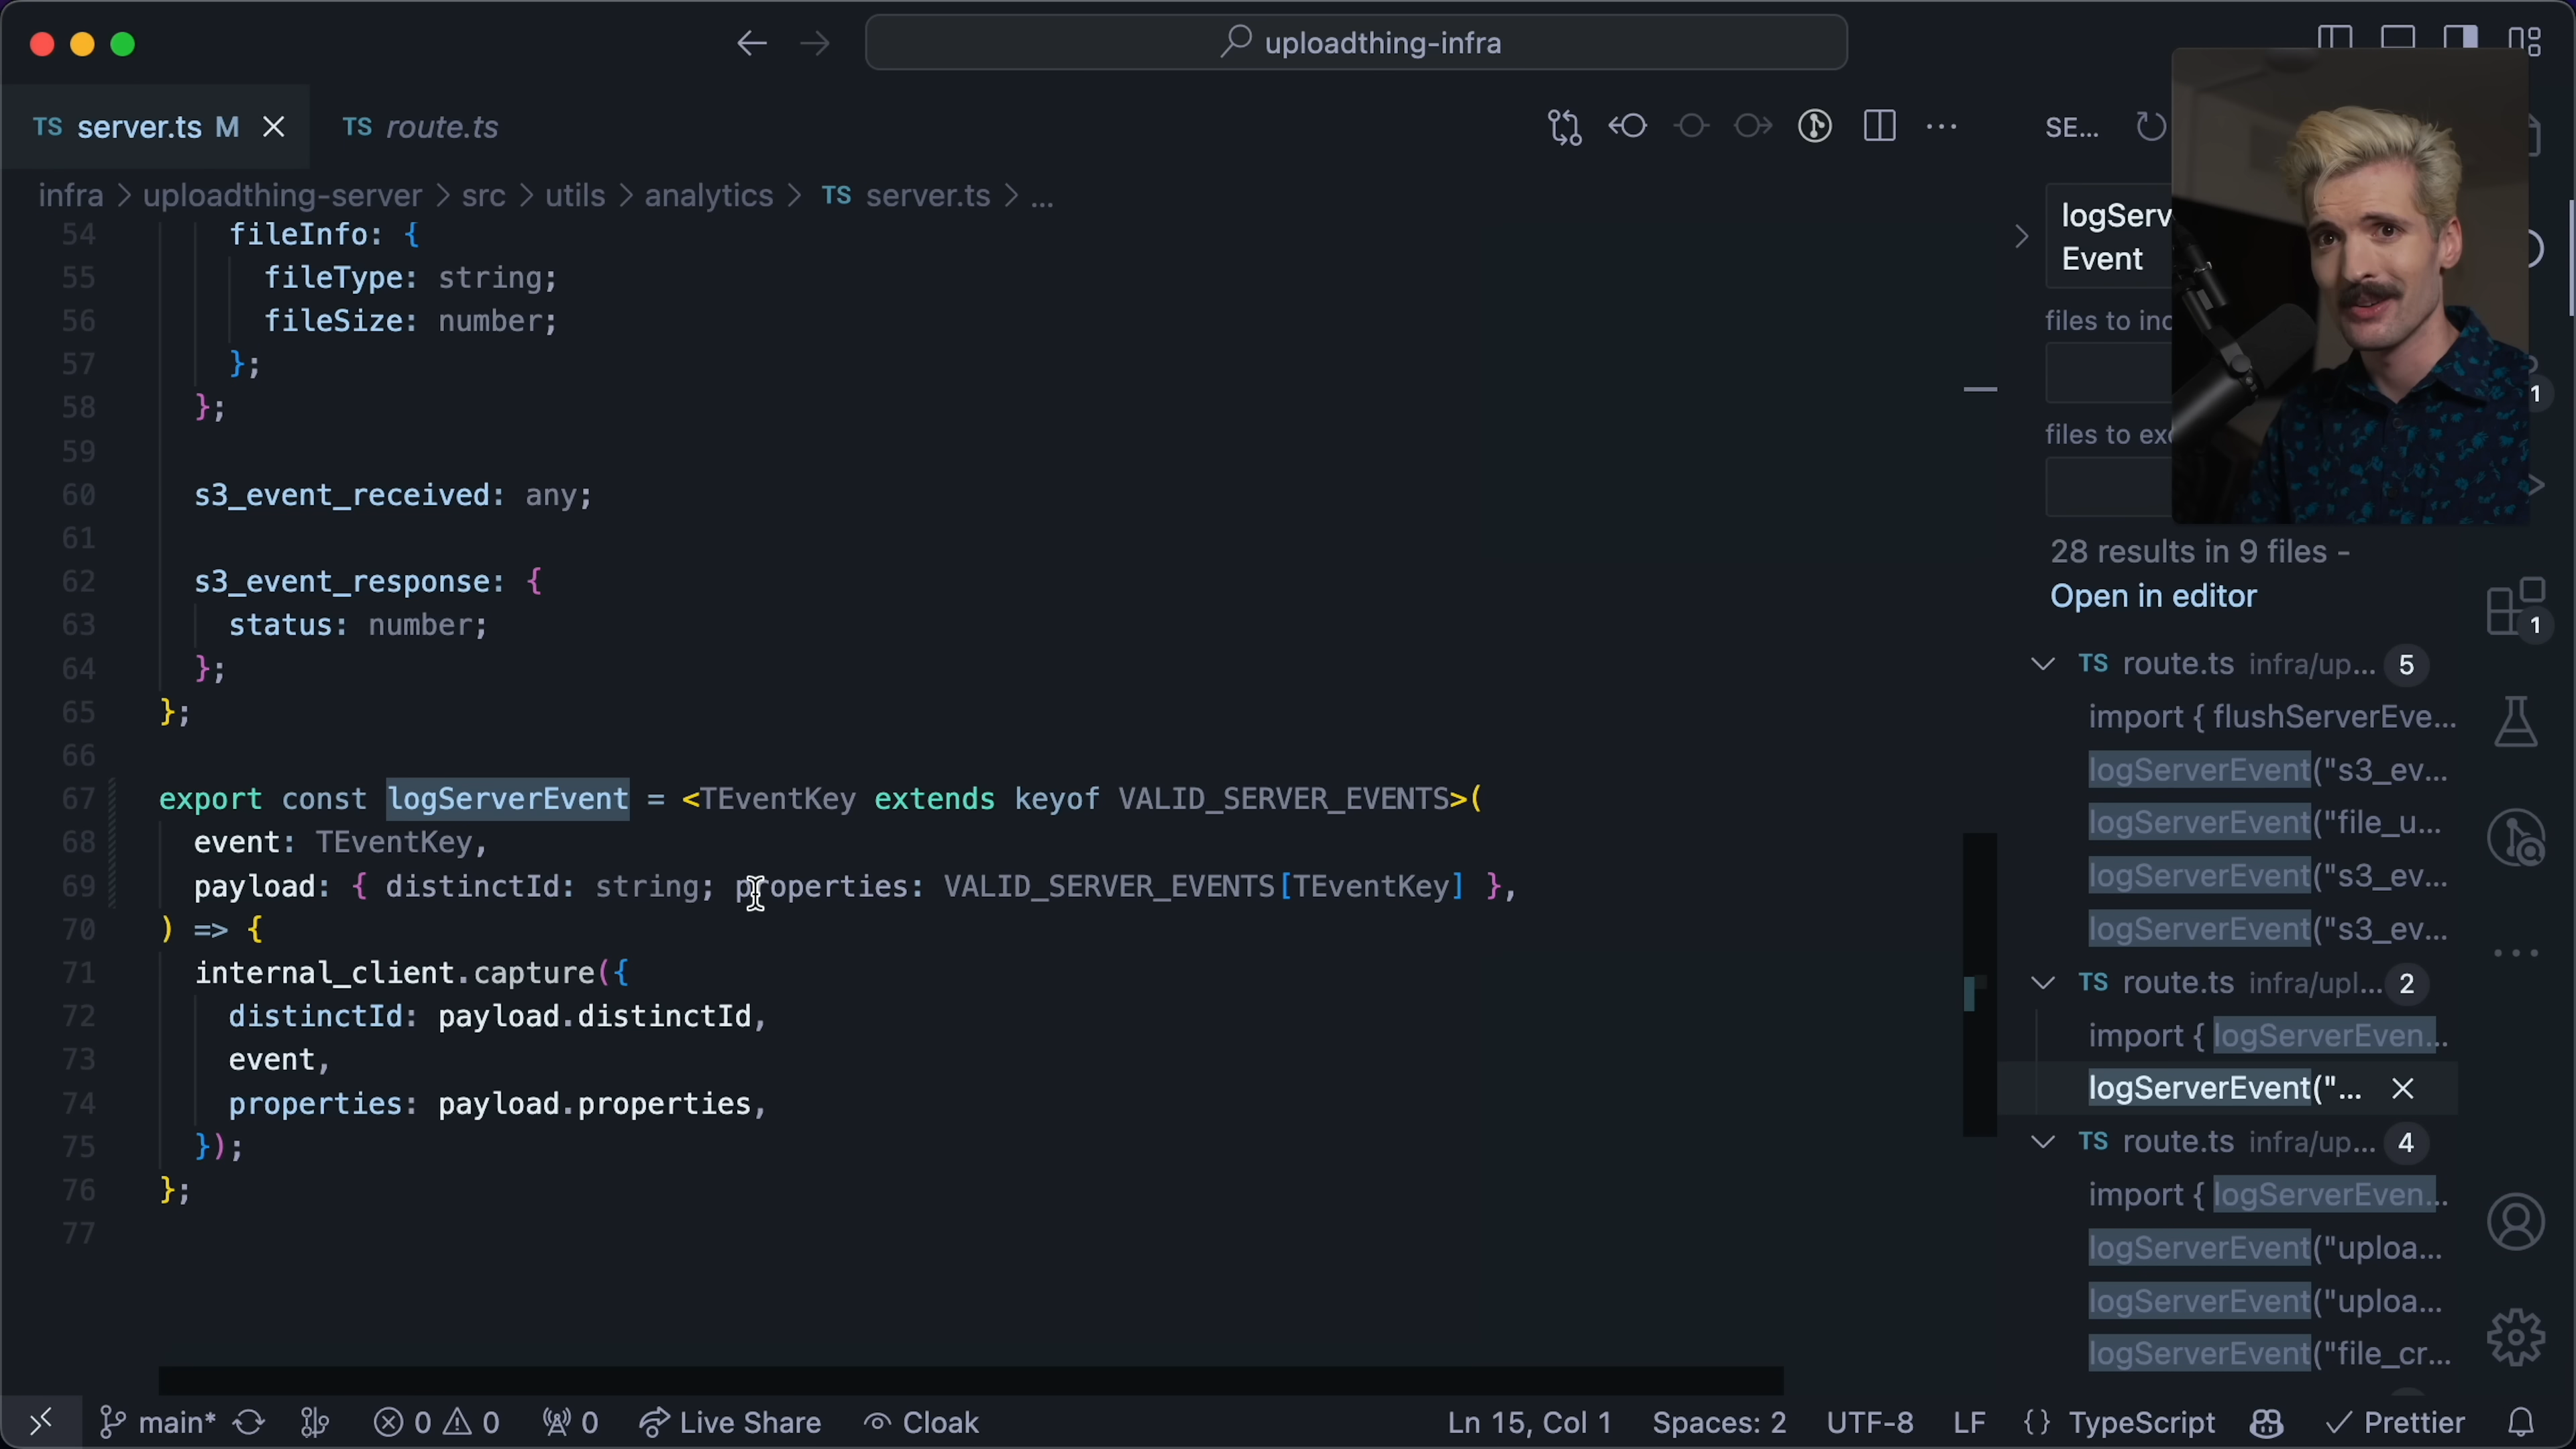 uploadthing-infra
TS server.ts M
TS route.ts
SE...
infra > uploadthing-server > src > utils > analytics > TS server.ts > ...
54 fileInfo: {
55 fileType: string;
56 fileSize: number;
57 };
58 };
59
60 s3_event_received: any;
61
62 s3_event_response: {
63 status: number;
64 };
65 };
66
67 export const logServerEvent = <TEventKey extends keyof VALID_SERVER_EVENTS>(
68 event: TEventKey,
69 payload: { distinctId: string; properties: VALID_SERVER_EVENTS[TEventKey] },
70 ) => {
71 internal_client.capture({
72 distinctId: payload.distinctId,
73 event,
74 properties: payload.properties,
75 });
76 };
77
logServ
Event
files to inc
files to ex
1
28 results in 9 files -
Open in editor
1
TS route.ts infra/up... 5
import { flushServerEve...
logServerEvent("s3_ev...
logServerEvent("file_u...
logServerEvent("s3_ev...
logServerEvent("s3_ev...
TS route.ts infra/upl... 2
import { logServerEven...
logServerEvent("...
TS route.ts infra/up... 4
import { logServerEven...
logServerEvent("uploa...
logServerEvent("uploa...
logServerEvent("file_cr...
main* 0 0 0 Live Share Cloak
Ln 15, Col 1 Spaces: 2 UTF-8 LF {} TypeScript Prettier